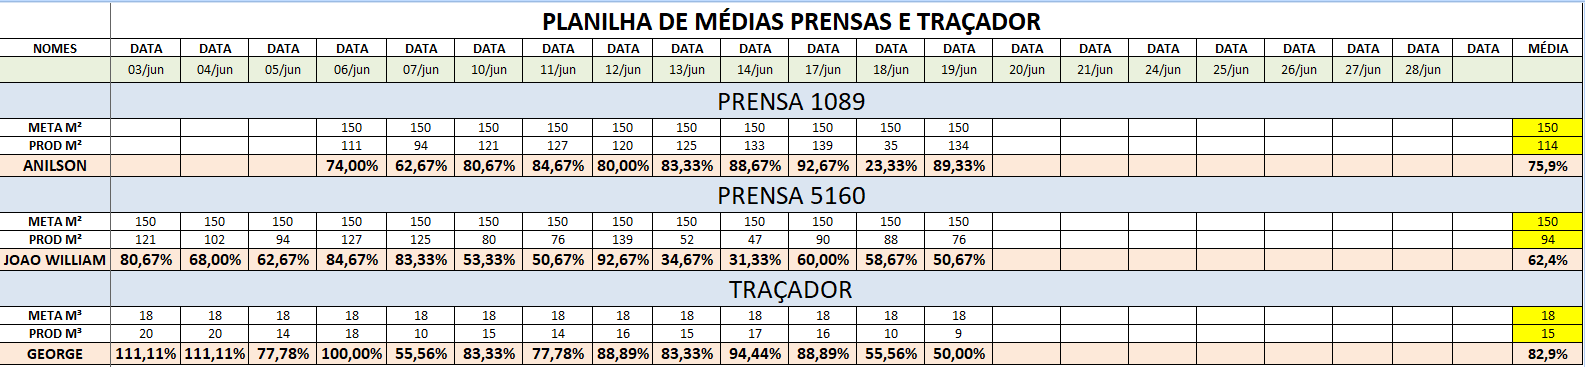 PLANILHA DE MÉDIAS PRENSAS E TRAÇADOR
NOMES DATA DATA DATA DATA DATA DATA DATA DATA DATA DATA DATA DATA DATA DATA DATA DATA DATA DATA DATA DATA DATA MÉDIA
03/jun 04/jun 05/jun 06/jun 07/jun 10/jun 11/jun 12/jun 13/jun 14/jun 17/jun 18/jun 19/jun 20/jun 21/jun 24/jun 25/jun 26/jun 27/jun 28/jun
PRENSA 1089
META M² 150 150 150 150 150 150 150 150 150 150 150
PROD M² 111 94 121 127 120 125 133 139 35 134 114
ANILSON 74,00% 62,67% 80,67% 84,67% 80,00% 83,33% 88,67% 92,67% 23,33% 89,33% 75,9%
PRENSA 5160
META M² 150 150 150 150 150 150 150 150 150 150 150 150 150 150
PROD M² 121 102 94 127 125 80 76 139 52 47 90 88 76 94
JOAO WILLIAM 80,67% 68,00% 62,67% 84,67% 83,33% 53,33% 50,67% 92,67% 34,67% 31,33% 60,00% 58,67% 50,67% 62,4%
TRAÇADOR
META M³ 18 18 18 18 18 18 18 18 18 18 18 18 18 18
PROD M³ 20 20 14 18 10 15 14 16 15 17 16 10 9 15
GEORGE 111,11% 111,11% 77,78% 100,00% 55,56% 83,33% 77,78% 88,89% 83,33% 94,44% 88,89% 55,56% 50,00% 82,9%